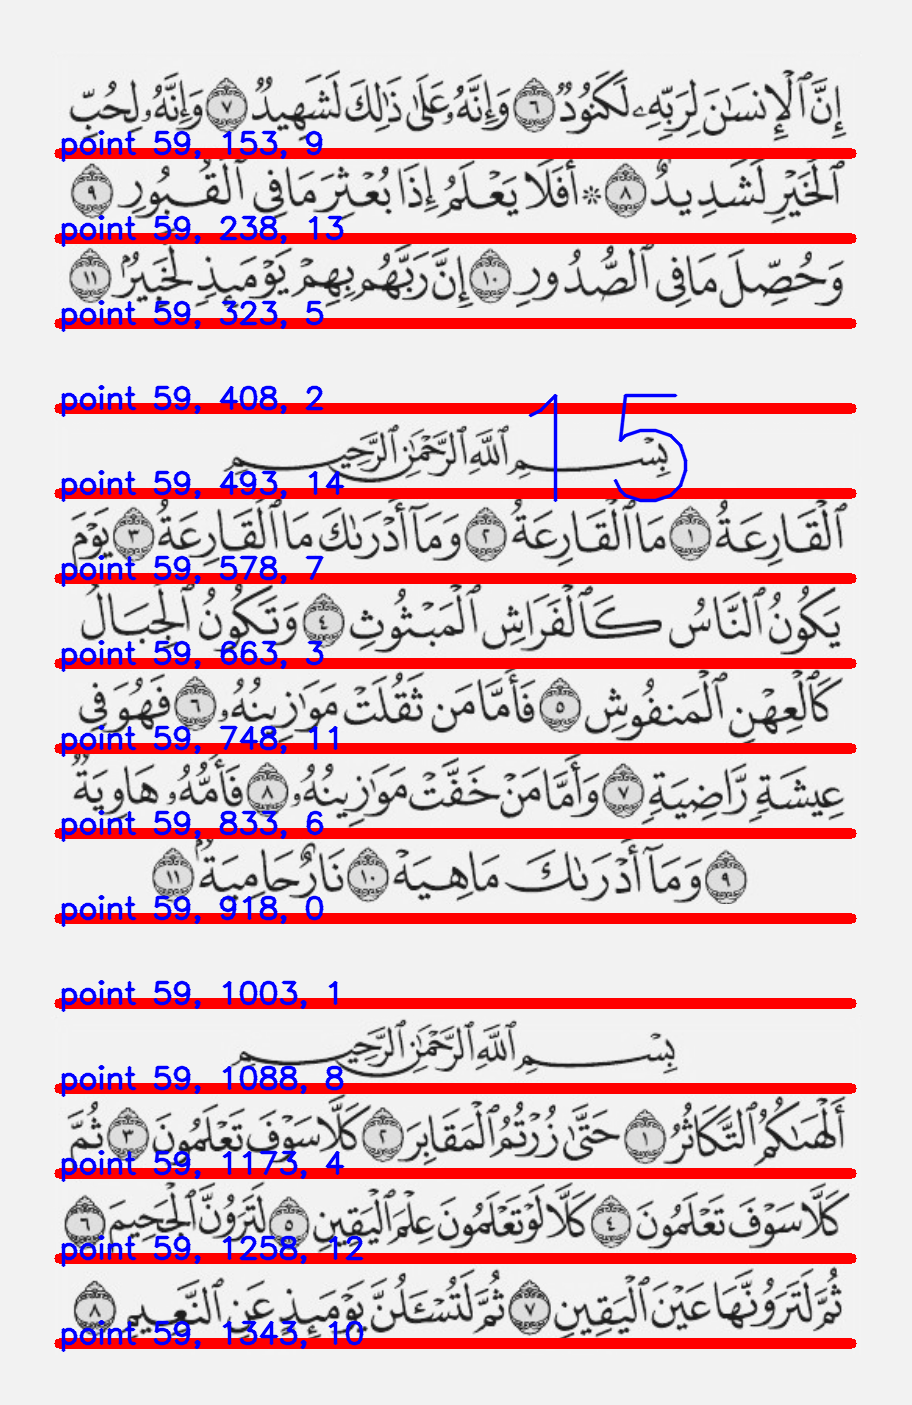 إِنَّ ٱلْإِنسَٰنَ لِرَبِّهِۦ لَكَنُودٌ ٦ وَإِنَّهُۥ عَلَىٰ ذَٰلِكَ لَشَهِيدٌ ٧ وَإِنَّهُۥ لِحُبِّ
point 59, 153, 9
ٱلْخَيْرِ لَشَدِيدٌ ٨ ۞ أَفَلَا يَعْلَمُ إِذَا بُعْثِرَ مَا فِى ٱلْقُبُورِ ٩
point 59, 238, 13
وَحُصِّلَ مَا فِى ٱلصُّدُورِ ١٠ إِنَّ رَبَّهُم بِهِمْ يَوْمَئِذٍ لَّخَبِيرٌۢ ١١
point 59, 323, 5
point 59, 408, 2
15
بِسْمِ ٱللَّهِ ٱلرَّحْمَٰنِ ٱلرَّحِيمِ
point 59, 493, 14
ٱلْقَارِعَةُ ١ مَا ٱلْقَارِعَةُ ٢ وَمَآ أَدْرَىٰكَ مَا ٱلْقَارِعَةُ ٣ يَوْمَ
point 59, 578, 7
يَكُونُ ٱلنَّاسُ كَٱلْفَرَاشِ ٱلْمَبْثُوثِ ٤ وَتَكُونُ ٱلْجِبَالُ
point 59, 663, 3
كَٱلْعِهْنِ ٱلْمَنفُوشِ ٥ فَأَمَّا مَن ثَقُلَتْ مَوَٰزِينُهُۥ ٦ فَهُوَ فِى
point 59, 748, 11
عِيشَةٍ رَّاضِيَةٍ ٧ وَأَمَّا مَنْ خَفَّتْ مَوَٰزِينُهُۥ ٨ فَأُمُّهُۥ هَاوِيَةٌ
point 59, 833, 6
٩ وَمَآ أَدْرَىٰكَ مَا هِيَهْ ١٠ نَارٌ حَامِيَةٌۢ ١١
point 59, 918, 0
point 59, 1003, 1
بِسْمِ ٱللَّهِ ٱلرَّحْمَٰنِ ٱلرَّحِيمِ
point 59, 1088, 8
أَلْهَىٰكُمُ ٱلتَّكَاثُرُ ١ حَتَّىٰ زُرْتُمُ ٱلْمَقَابِرَ ٢ كَلَّا سَوْفَ تَعْلَمُونَ ٣ ثُمَّ
point 59, 1173, 4
كَلَّا سَوْفَ تَعْلَمُونَ ٤ كَلَّا لَوْ تَعْلَمُونَ عِلْمَ ٱلْيَقِينِ ٥ لَتَرَوُنَّ ٱلْجَحِيمَ ٦
point 59, 1258, 12
ثُمَّ لَتَرَوُنَّهَا عَيْنَ ٱلْيَقِينِ ٧ ثُمَّ لَتُسْـَٔلُنَّ يَوْمَئِذٍ عَنِ ٱلنَّعِيمِ ٨
point 59, 1343, 10